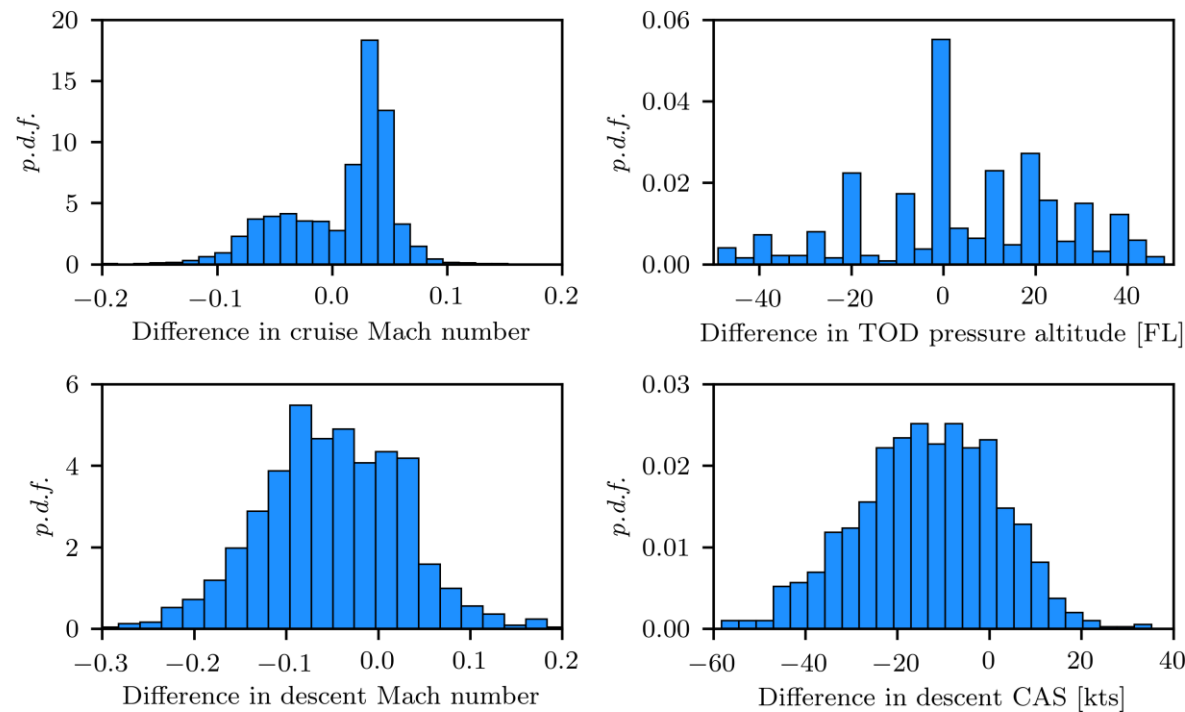 20
15
10
5
0
p.d.f.
−0.2 −0.1 0.0 0.1 0.2
Difference in cruise Mach number
0.06
0.04
0.02
0.00
p.d.f.
−40 −20 0 20 40
Difference in TOD pressure altitude [FL]
6
4
2
0
p.d.f.
−0.3 −0.2 −0.1 0.0 0.1 0.2
Difference in descent Mach number
0.03
0.02
0.01
0.00
p.d.f.
−60 −40 −20 0 20 40
Difference in descent CAS [kts]